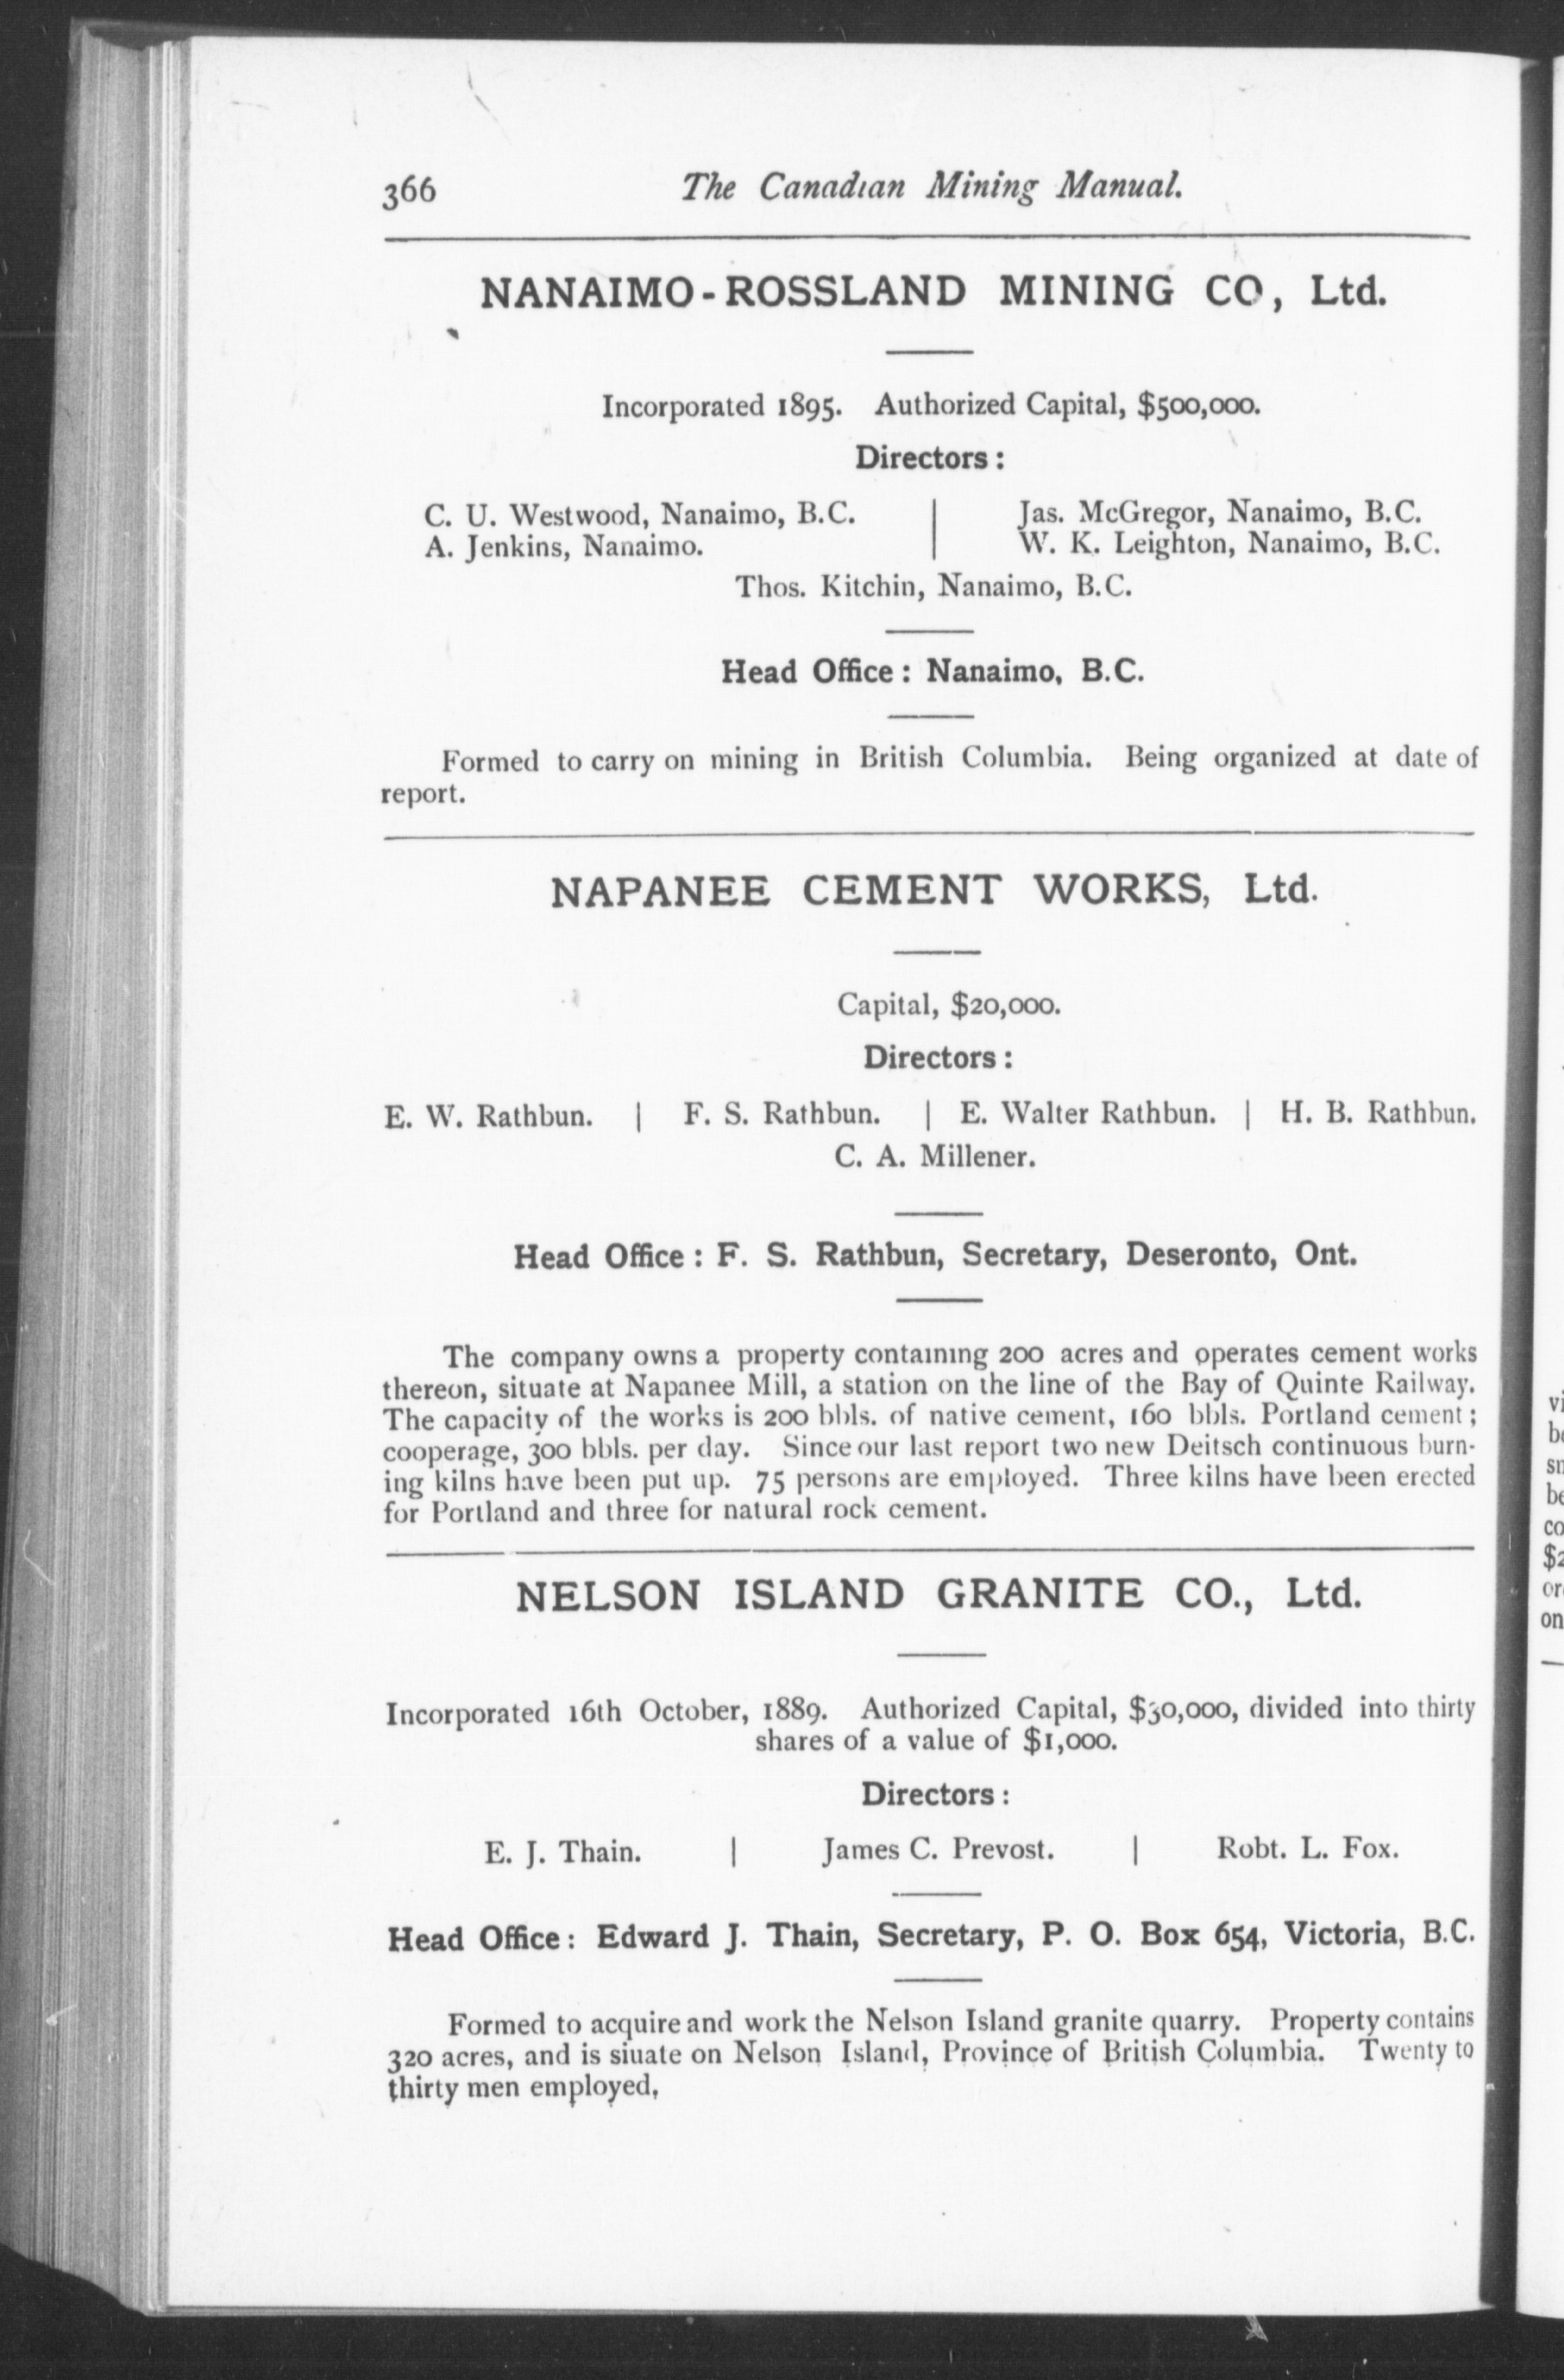 366 The Canadian Mining Manual.
NANAIMO-ROSSLAND MINING CO, Ltd.
Incorporated 1895. Authorized Capital, $500,000.
Directors :
C. U. Westwood, Nanaimo, B.C. | Jas. McGregor, Nanaimo, B.C.
A. Jenkins, Nanaimo. | W. K. Leighton, Nanaimo, B.C.
Thos. Kitchin, Nanaimo, B.C.
Head Office : Nanaimo, B.C.
Formed to carry on mining in British Columbia. Being organized at date of
report.
NAPANEE CEMENT WORKS, Ltd.
Capital, $20,000.
Directors :
E. W. Rathbun. | F. S. Rathbun. | E. Walter Rathbun. | H. B. Rathbun.
C. A. Millener.
Head Office : F. S. Rathbun, Secretary, Deseronto, Ont.
The company owns a property containing 200 acres and operates cement works
thereon, situate at Napanee Mill, a station on the line of the Bay of Quinte Railway.
The capacity of the works is 200 bbls. of native cement, 160 bbls. Portland cement ;
cooperage, 300 bbls. per day. Since our last report two new Deitsch continuous burn-
ing kilns have been put up. 75 persons are employed. Three kilns have been erected
for Portland and three for natural rock cement.
NELSON ISLAND GRANITE CO., Ltd.
Incorporated 16th October, 1889. Authorized Capital, $30,000, divided into thirty
shares of a value of $1,000.
Directors :
E. J. Thain. | James C. Prevost. | Robt. L. Fox.
Head Office : Edward J. Thain, Secretary, P. O. Box 654, Victoria, B.C.
Formed to acquire and work the Nelson Island granite quarry. Property contains
320 acres, and is siuate on Nelson Island, Province of British Columbia. Twenty to
thirty men employed,